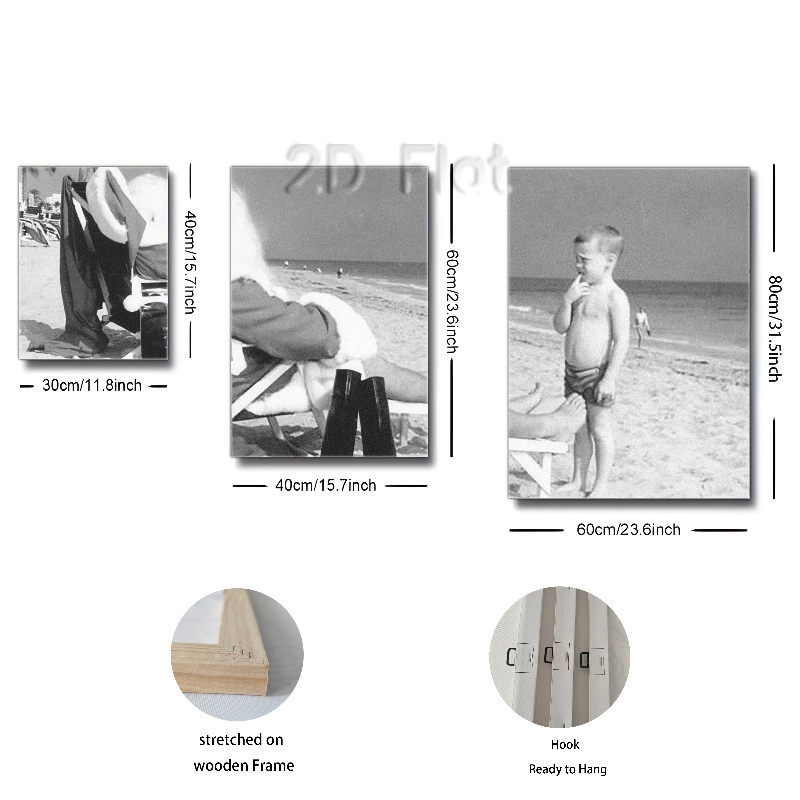 2D Flat
40cm/15.7inch
60cm/23.6inch
80cm/31.5inch
30cm/11.8inch
40cm/15.7inch
60cm/23.6inch
stretched on
wooden Frame
Hook
Ready to Hang